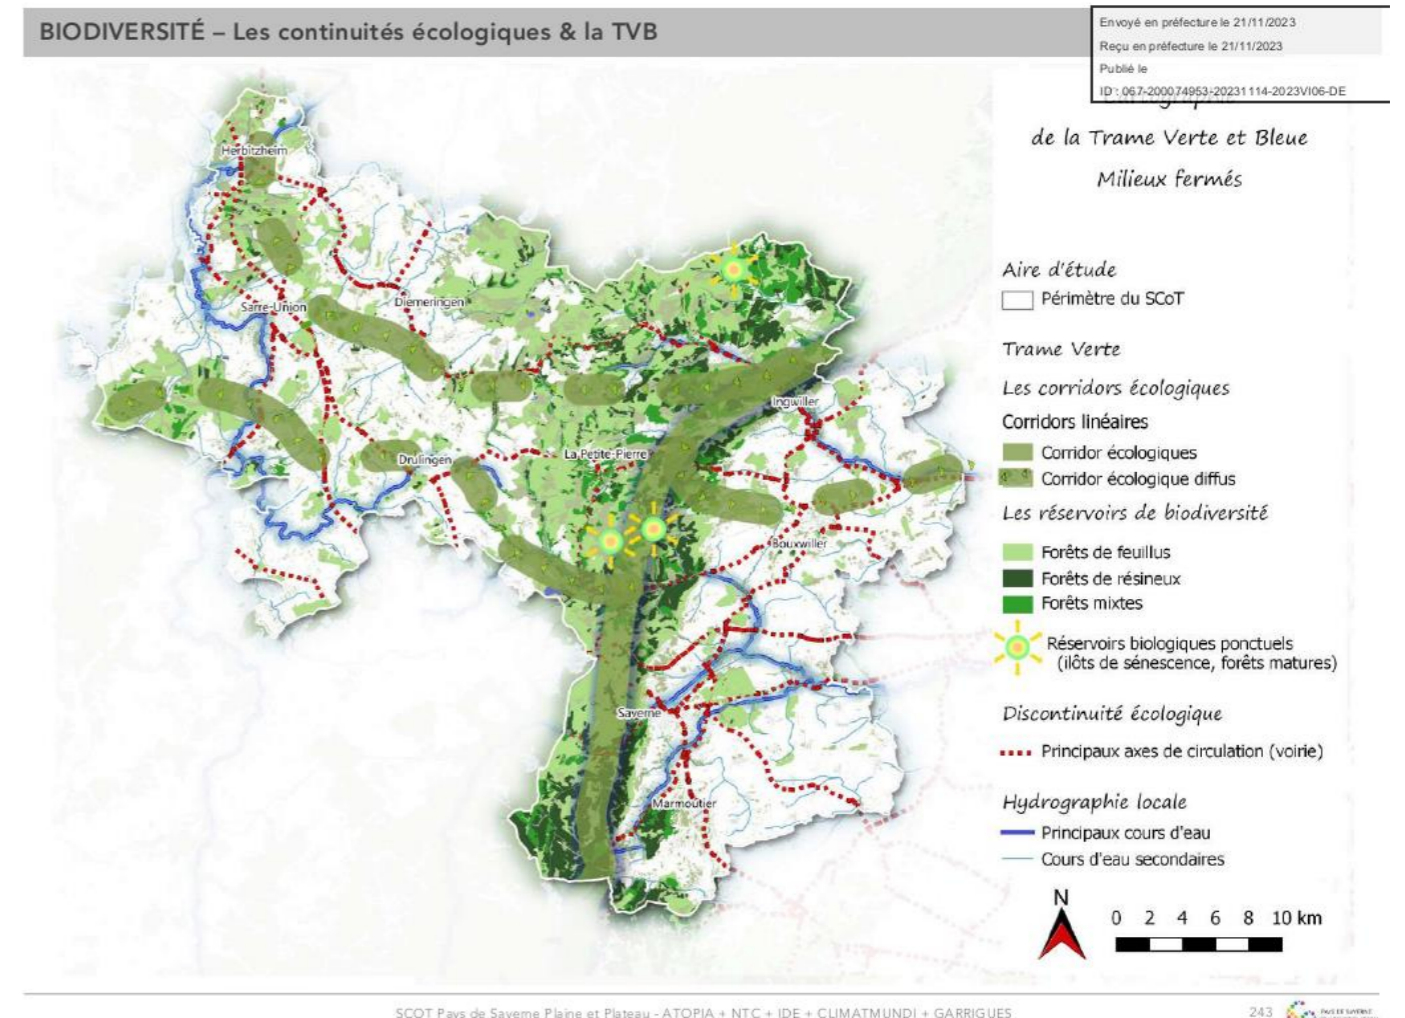 BIODIVERSITÉ – Les continuités écologiques & la TVB
Envoyé en préfecture le 21/11/2023
Reçu en préfecture le 21/11/2023
Publié le
ID : 067-200074953-20231114-2023VI06-DE
Cartographie
de la Trame Verte et Bleue
Milieux fermés
Aire d'étude
Périmètre du SCoT
Trame Verte
Les corridors écologiques
Corridors linéaires
Corridor écologiques
Corridor écologique diffus
Les réservoirs de biodiversité
Forêts de feuillus
Forêts de résineux
Forêts mixtes
Réservoirs biologiques ponctuels
(ilôts de sénescence, forêts matures)
Discontinuité écologique
Principaux axes de circulation (voirie)
Hydrographie locale
Principaux cours d'eau
Cours d'eau secondaires
N
0 2 4 6 8 10 km
Herbitzheim
Sarre-Union
Diemeringen
Ingwiller
Drulingen
La Petite-Pierre
Bouxwiller
Saverne
Marmoutier
SCOT Pays de Saverne Plaine et Plateau - ATOPIA + NTC + IDE + CLIMATMUNDI + GARRIGUES
243